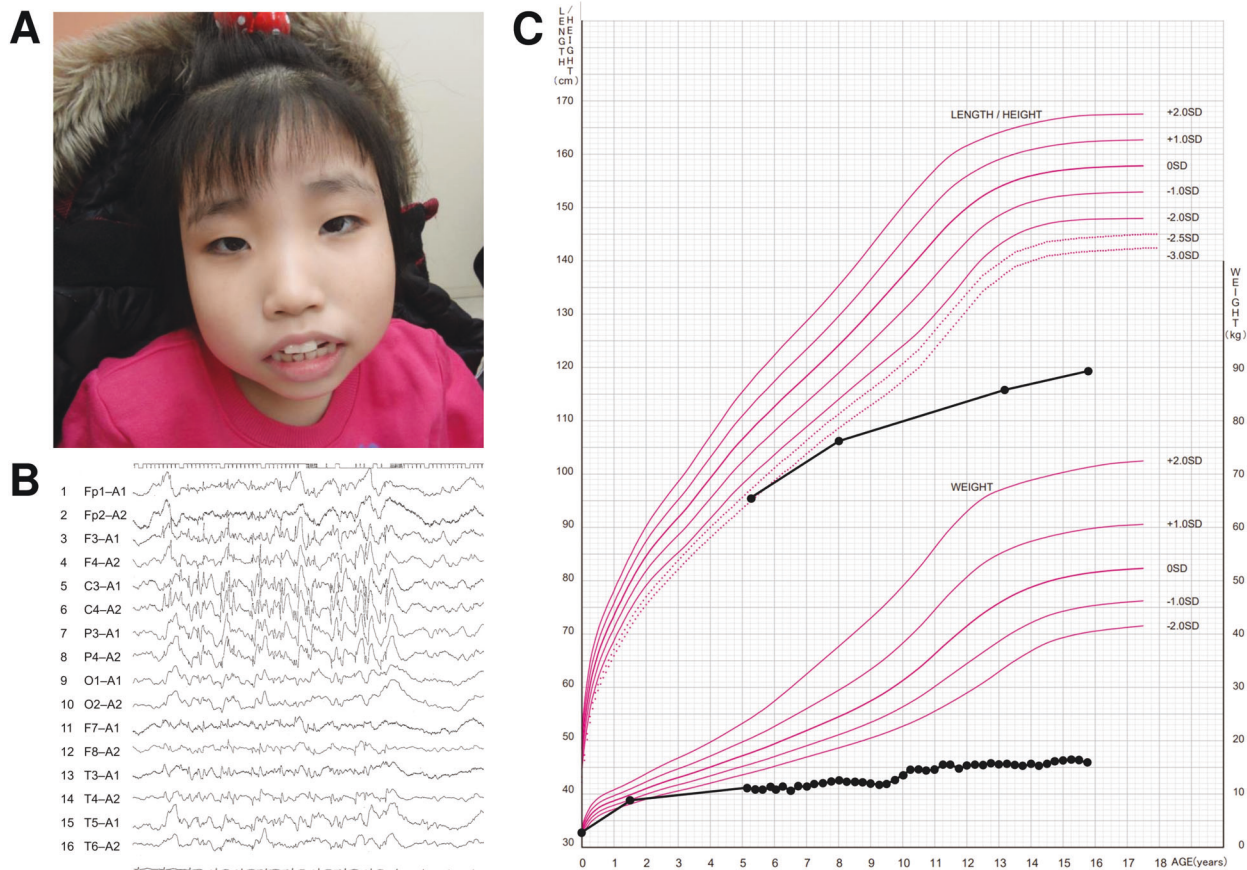 A
B
1 Fp1–A1
2 Fp2–A2
3 F3–A1
4 F4–A2
5 C3–A1
6 C4–A2
7 P3–A1
8 P4–A2
9 O1–A1
10 O2–A2
11 F7–A1
12 F8–A2
13 T3–A1
14 T4–A2
15 T5–A1
16 T6–A2
C
LENGTH/HEIGHT
(cm)
170
160
150
140
130
120
110
100
90
80
70
60
50
40
30
LENGTH / HEIGHT
+2.0SD
+1.0SD
0SD
-1.0SD
-2.0SD
-2.5SD
-3.0SD
WEIGHT
+2.0SD
+1.0SD
0SD
-1.0SD
-2.0SD
WEIGHT
(kg)
90
80
70
60
50
40
30
20
10
0
0 1 2 3 4 5 6 7 8 9 10 11 12 13 14 15 16 17 18 AGE(years)